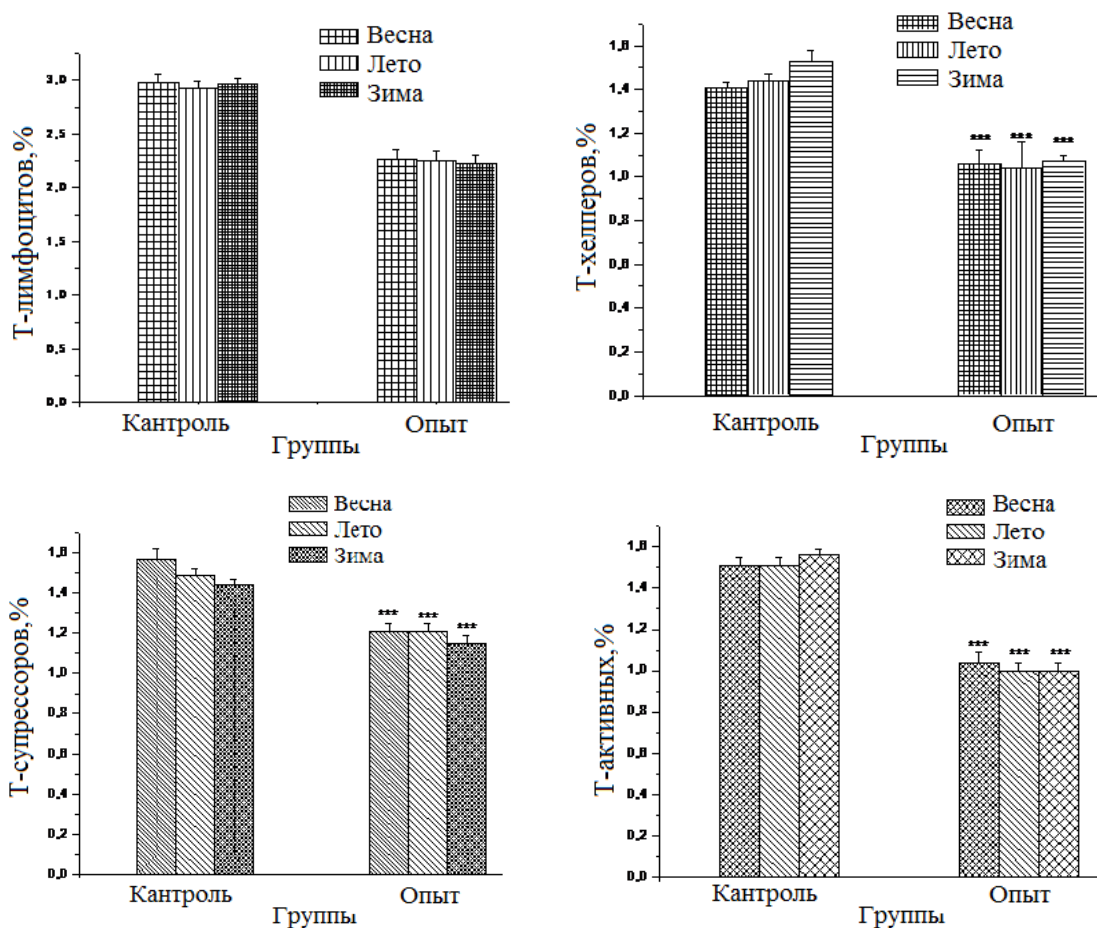 Весна
Лето
Зима
3,0
2,5
2,0
1,5
1,0
0,5
0,0
Т-лимфоцитов,%
Кантроль
Опыт
Группы
Весна
Лето
Зима
1,6
1,4
1,2
1,0
0,8
0,6
0,4
0,2
0,0
Т-хелперов,%
*** *** ***
Кантроль
Опыт
Группы
Весна
Лето
Зима
1,6
1,4
1,2
1,0
0,8
0,6
0,4
0,2
0,0
Т-супрессоров,%
*** *** ***
Кантроль
Опыт
Группы
Весна
Лето
Зима
1,6
1,4
1,2
1,0
0,8
0,6
0,4
0,2
0,0
Т-активных,%
*** *** ***
Кантроль
Опыт
Группы